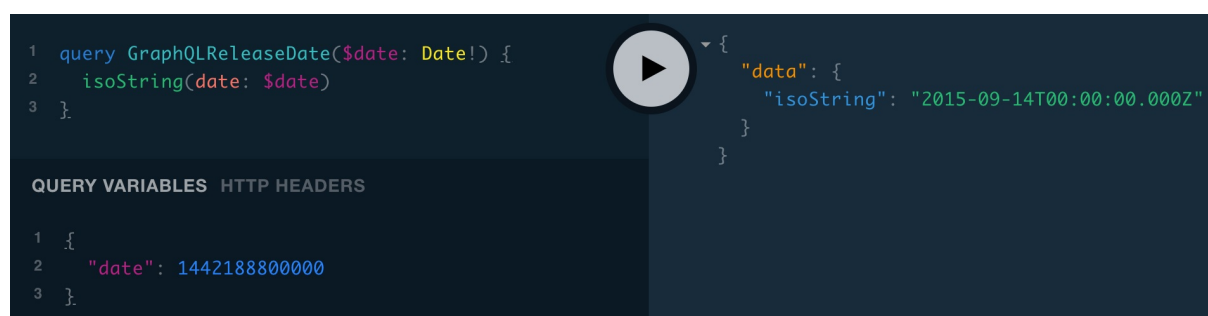 1 query GraphQLReleaseDate($date: Date!) {
2 isoString(date: $date)
3 }
QUERY VARIABLES HTTP HEADERS
1 {
2 "date": 1442188800000
3 }
{
"data": {
"isoString": "2015-09-14T00:00:00.000Z"
}
}